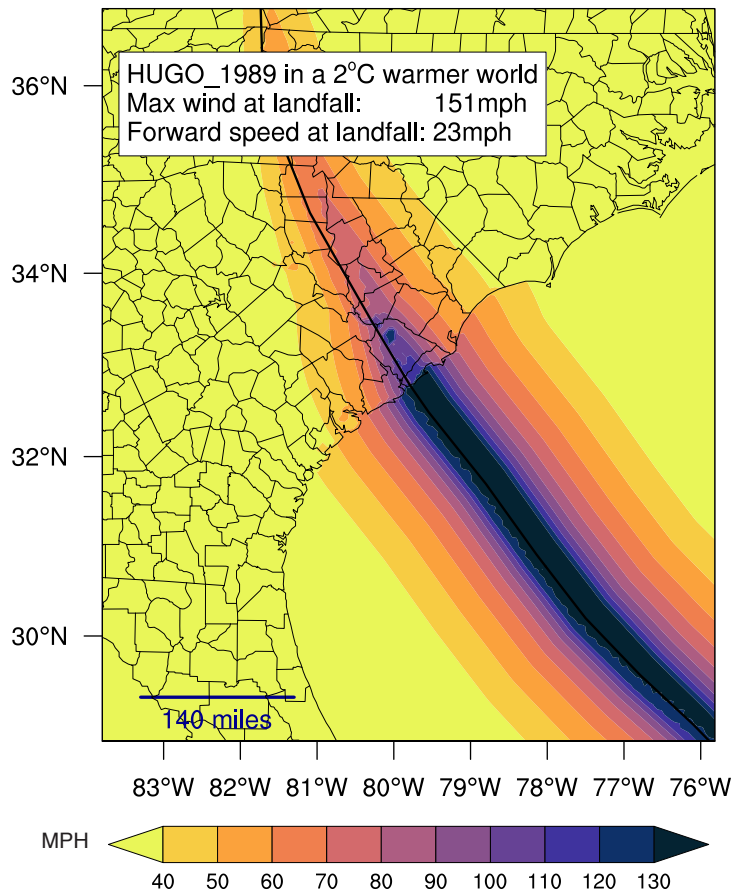 HUGO_1989 in a 2°C warmer world
Max wind at landfall: 151mph
Forward speed at landfall: 23mph
36°N
34°N
32°N
30°N
140 miles
83°W 82°W 81°W 80°W 79°W 78°W 77°W 76°W
MPH
40 50 60 70 80 90 100 110 120 130